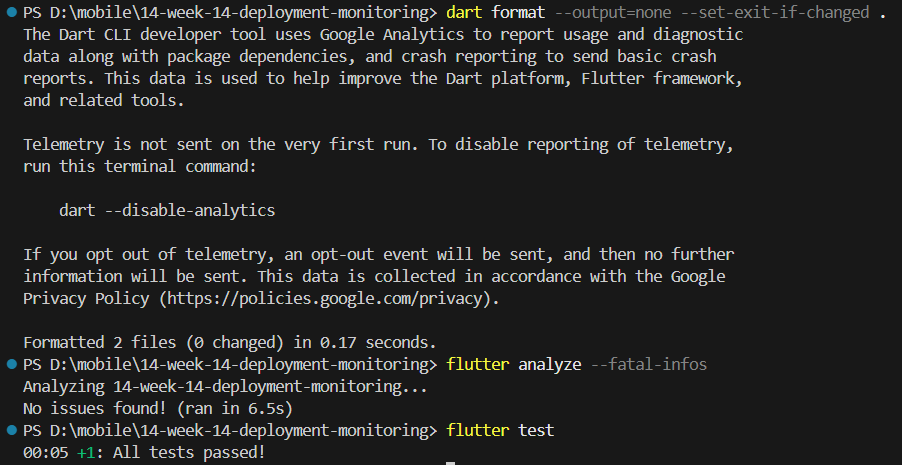 PS D:\mobile\14-week-14-deployment-monitoring> dart format --output=none --set-exit-if-changed .
The Dart CLI developer tool uses Google Analytics to report usage and diagnostic
data along with package dependencies, and crash reporting to send basic crash
reports. This data is used to help improve the Dart platform, Flutter framework,
and related tools.

Telemetry is not sent on the very first run. To disable reporting of telemetry,
run this terminal command:

    dart --disable-analytics

If you opt out of telemetry, an opt-out event will be sent, and then no further
information will be sent. This data is collected in accordance with the Google
Privacy Policy (https://policies.google.com/privacy).

Formatted 2 files (0 changed) in 0.17 seconds.
PS D:\mobile\14-week-14-deployment-monitoring> flutter analyze --fatal-infos
Analyzing 14-week-14-deployment-monitoring...
No issues found! (ran in 6.5s)
PS D:\mobile\14-week-14-deployment-monitoring> flutter test
00:05 +1: All tests passed!